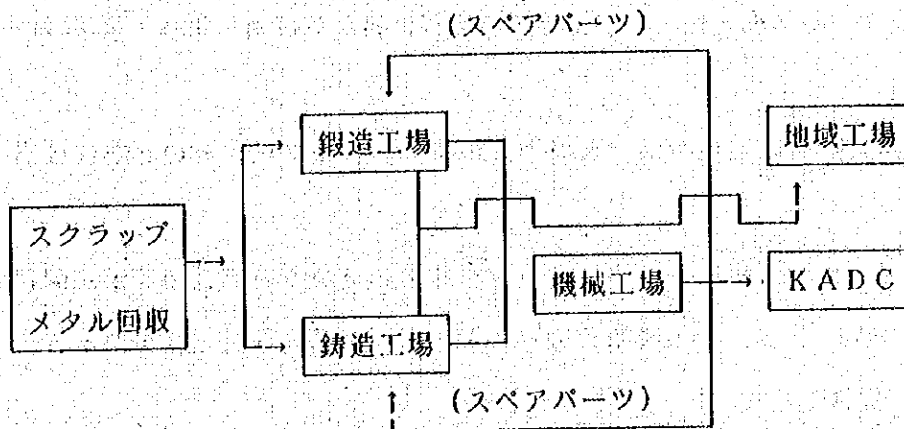 (スペアパーツ)
鍛造工場
地域工場
スクラップ
メタル回収
機械工場
KADC
鋳造工場
(スペアパーツ)